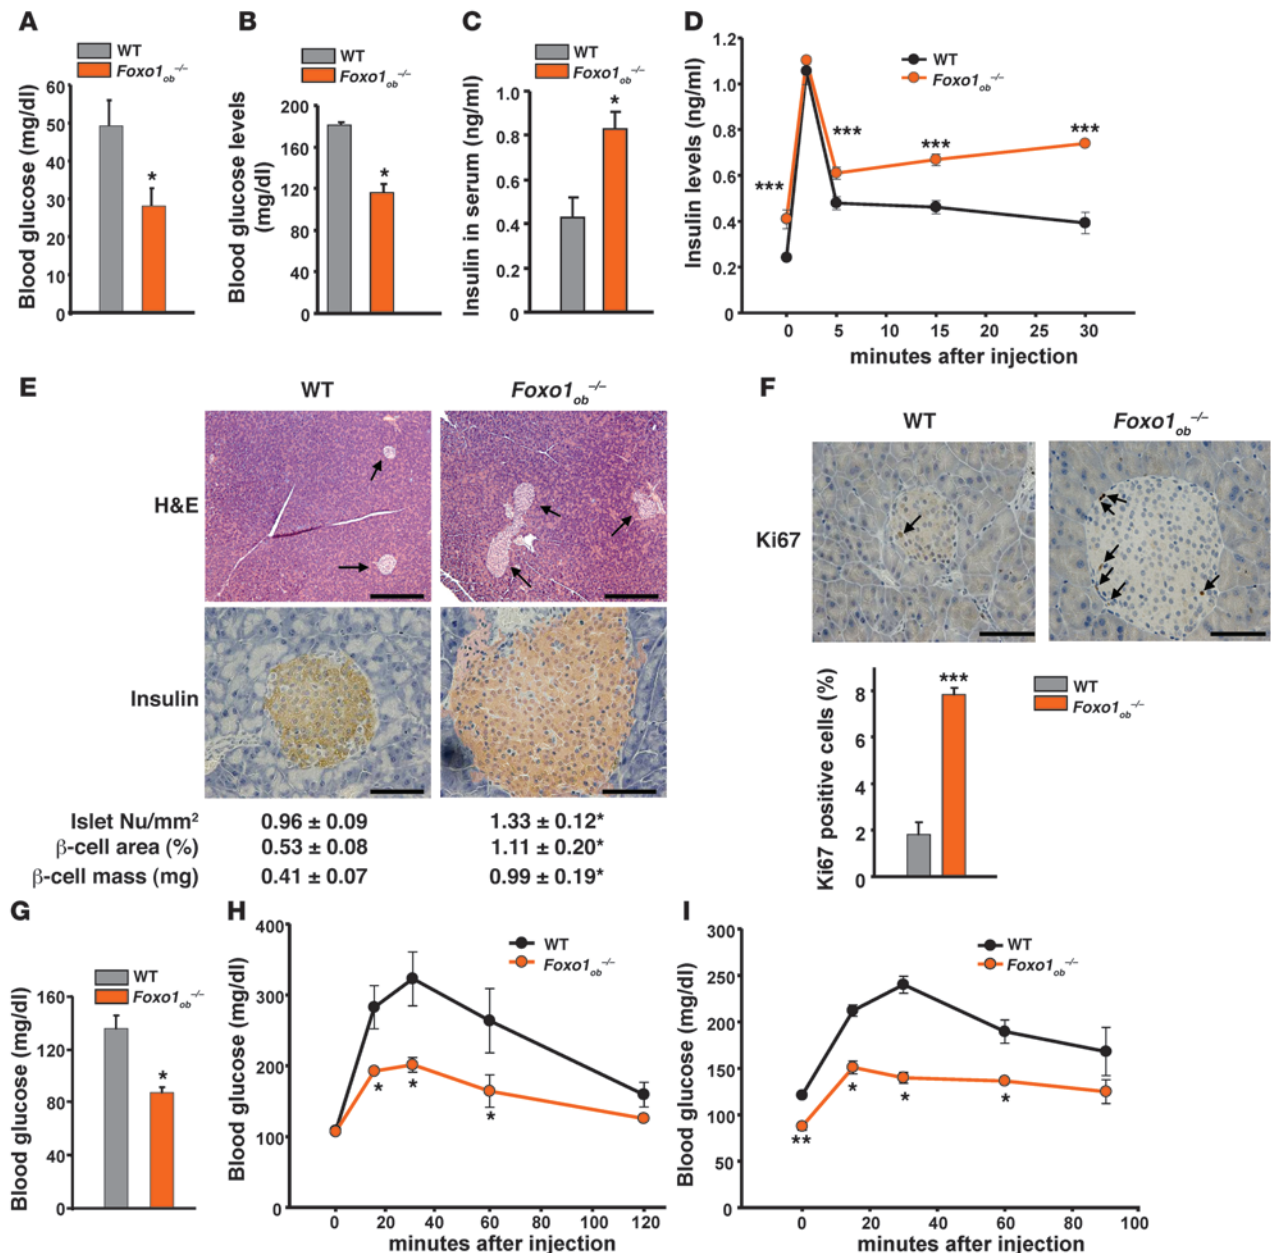 A
WT
Foxo1ob–/–
Blood glucose (mg/dl)
60
50
40
30
20
10
0
*
B
WT
Foxo1ob–/–
Blood glucose levels
(mg/dl)
200
160
120
80
40
0
*
C
WT
Foxo1ob–/–
Insulin in serum (ng/ml)
1.0
0.8
0.6
0.4
0.2
0
*
D
WT
Foxo1ob–/–
Insulin levels (ng/ml)
1.2
1.0
0.8
0.6
0.4
0.2
0
*** *** *** ***
0 5 10 15 20 25 30
minutes after injection
E
WT Foxo1ob–/–
H&E
Insulin
Islet Nu/mm² 0.96 ± 0.09 1.33 ± 0.12*
β-cell area (%) 0.53 ± 0.08 1.11 ± 0.20*
β-cell mass (mg) 0.41 ± 0.07 0.99 ± 0.19*
F
WT Foxo1ob–/–
Ki67
Ki67 positive cells (%)
8
6
4
2
0
***
WT
Foxo1ob–/–
G
WT
Foxo1ob–/–
Blood glucose (mg/dl)
160
120
80
40
0
*
H
WT
Foxo1ob–/–
Blood glucose (mg/dl)
400
300
200
100
0
* * *
0 20 40 60 80 100 120
minutes after injection
I
WT
Foxo1ob–/–
Blood glucose (mg/dl)
300
250
200
150
100
50
0
** * * *
0 20 40 60 80 100
minutes after injection